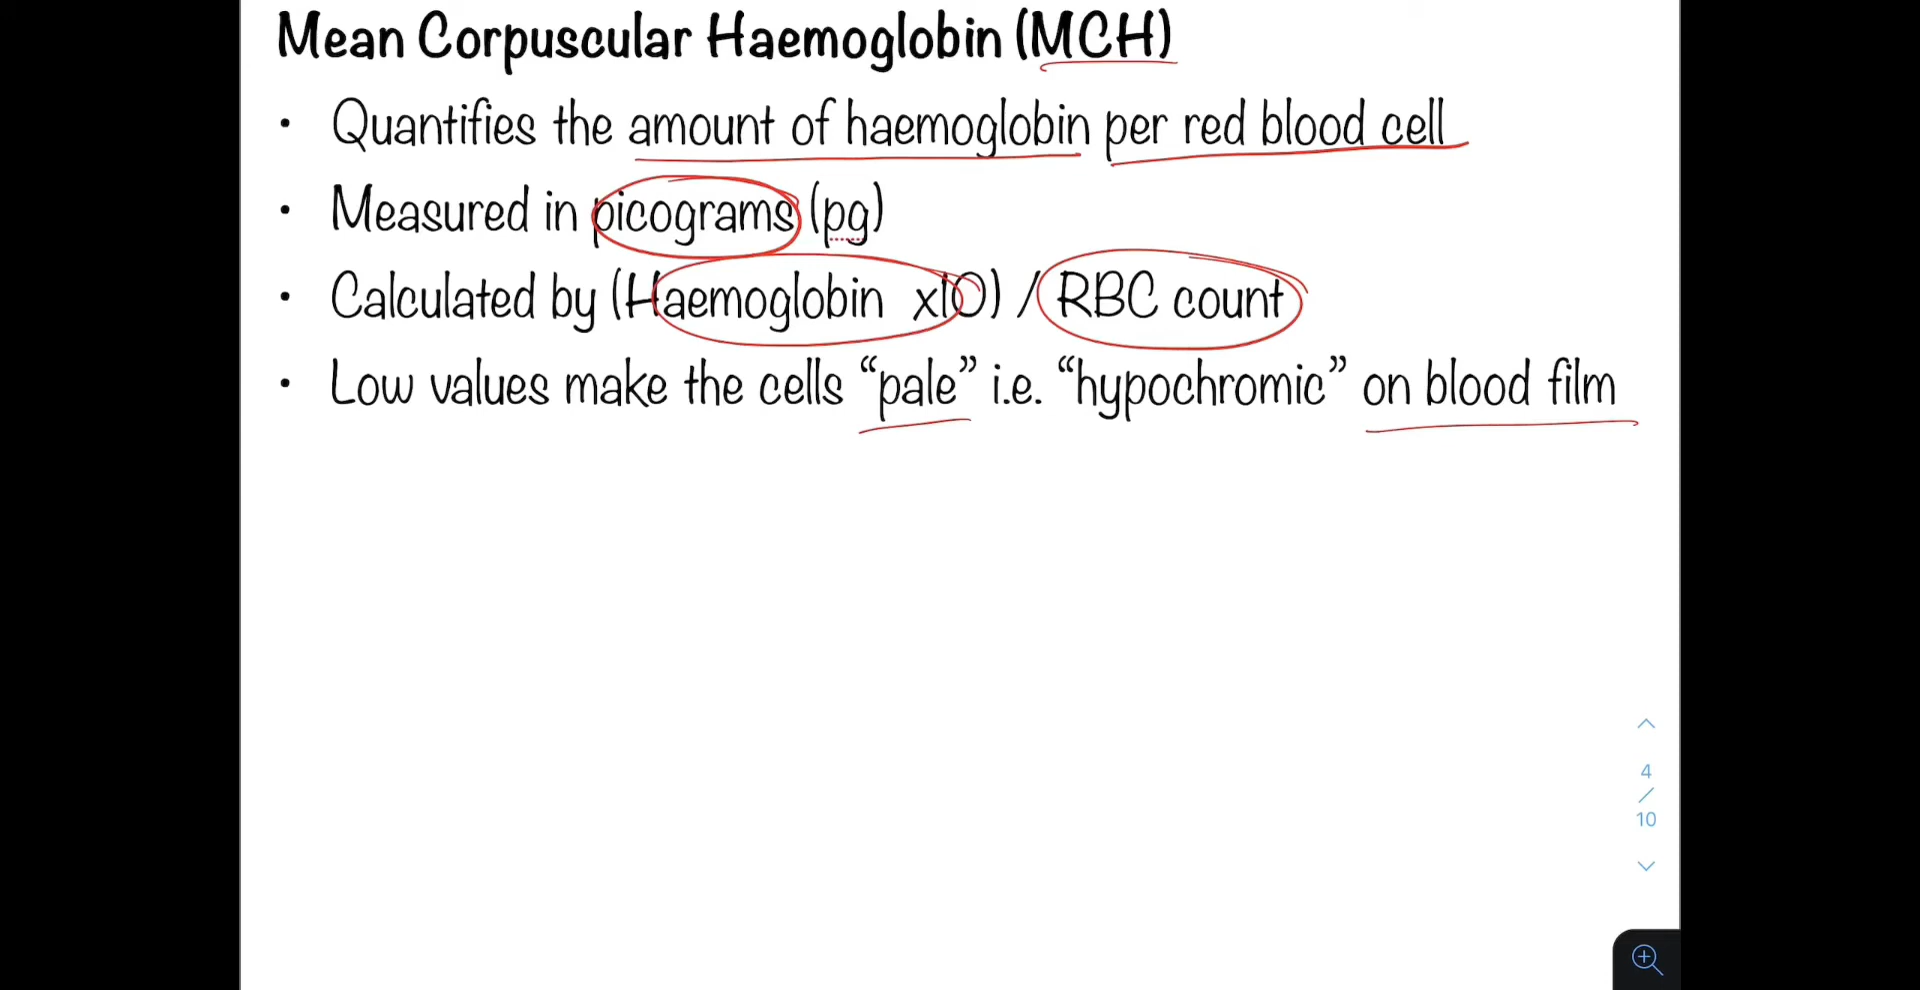 Mean Corpuscular Haemoglobin (MCH)
• Quantifies the amount of haemoglobin per red blood cell
• Measured in picograms (pg)
• Calculated by (Haemoglobin x10) / RBC count
• Low values make the cells “pale” i.e. “hypochromic” on blood film
4
/
10